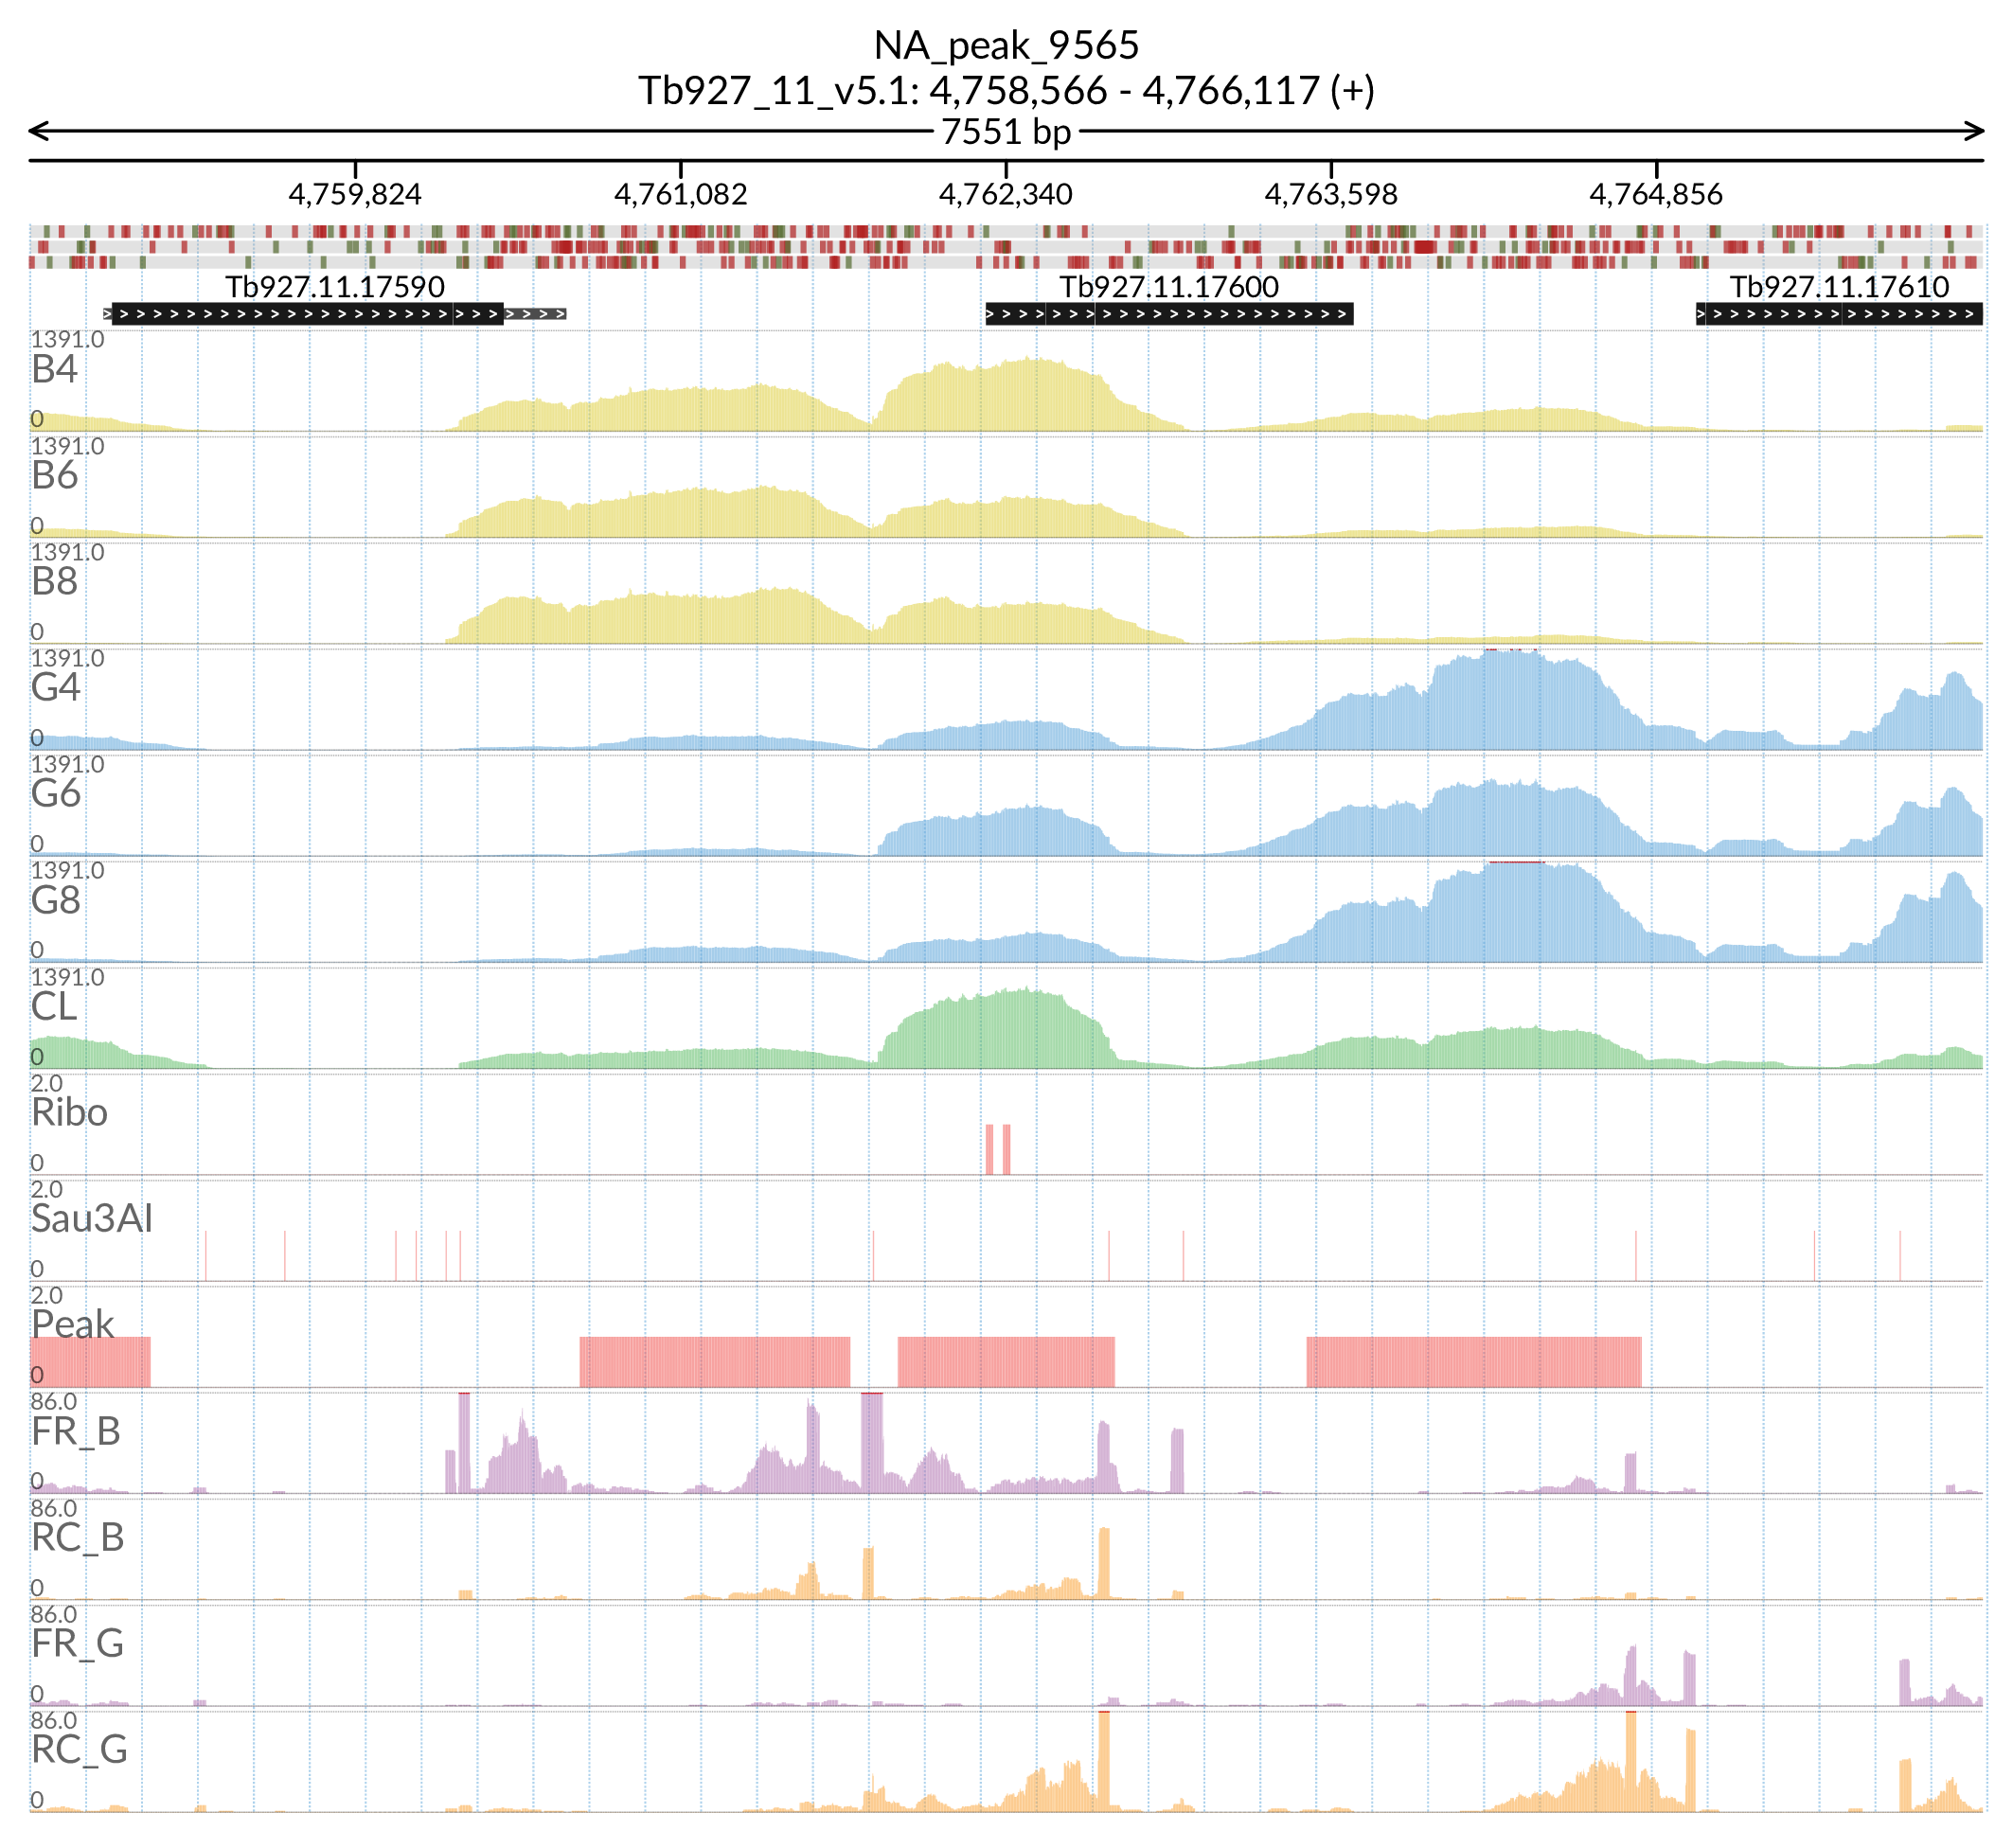 NA_peak_9565
Tb927_11_v5.1: 4,758,566 - 4,766,117 (+)
7551 bp
4,759,824 4,761,082 4,762,340 4,763,598 4,764,856
Tb927.11.17590 Tb927.11.17600 Tb927.11.17610
1391.0
B4
0
1391.0
B6
0
1391.0
B8
0
1391.0
G4
0
1391.0
G6
0
1391.0
G8
0
1391.0
CL
0
2.0
Ribo
0
2.0
Sau3AI
0
2.0
Peak
0
86.0
FR_B
0
86.0
RC_B
0
86.0
FR_G
0
86.0
RC_G
0